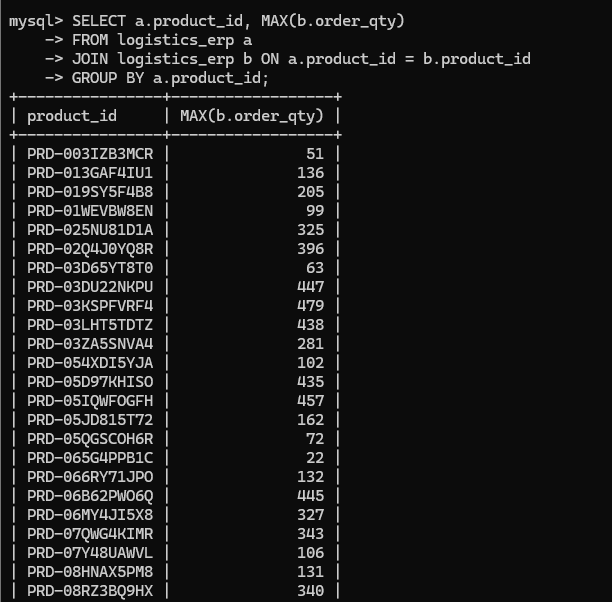 mysql> SELECT a.product_id, MAX(b.order_qty)
    -> FROM logistics_erp a
    -> JOIN logistics_erp b ON a.product_id = b.product_id
    -> GROUP BY a.product_id;
+----------------+------------------+
| product_id     | MAX(b.order_qty) |
+----------------+------------------+
| PRD-003IZB3MCR |               51 |
| PRD-013GAF4IU1 |              136 |
| PRD-019SY5F4B8 |              205 |
| PRD-01WEVBW8EN |               99 |
| PRD-025NU81D1A |              325 |
| PRD-02Q4J0YQ8R |              396 |
| PRD-03D65YT8T0 |               63 |
| PRD-03DU22NKPU |              447 |
| PRD-03KSPFVRF4 |              479 |
| PRD-03LHT5TDTZ |              438 |
| PRD-03ZA5SNVA4 |              281 |
| PRD-054XDI5YJA |              102 |
| PRD-05D97KHISO |              435 |
| PRD-05IQWFOGFH |              457 |
| PRD-05JD815T72 |              162 |
| PRD-05QGSCOH6R |               72 |
| PRD-065G4PPB1C |               22 |
| PRD-066RY71JPO |              132 |
| PRD-06B62PWO6Q |              445 |
| PRD-06MY4JI5X8 |              327 |
| PRD-07QWG4KIMR |              343 |
| PRD-07Y48UAWVL |              106 |
| PRD-08HNAX5PM8 |              131 |
| PRD-08RZ3BQ9HX |              340 |